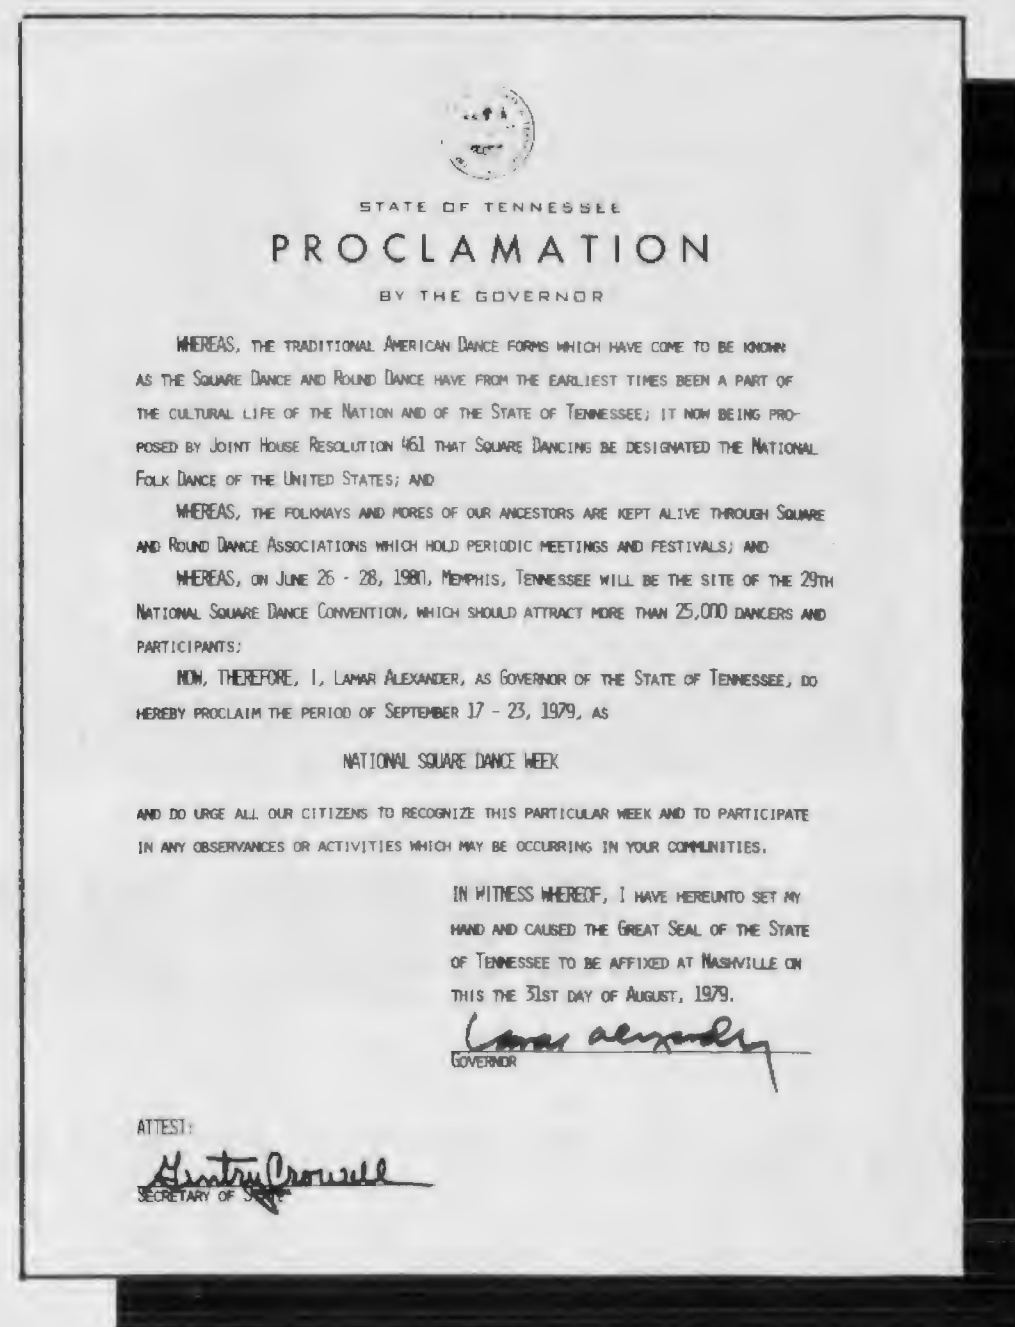 STATE OF TENNESSEE
PROCLAMATION
BY THE GOVERNOR
WHEREAS, THE TRADITIONAL AMERICAN DANCE FORMS WHICH HAVE COME TO BE KNOWN
AS THE SQUARE DANCE AND ROUND DANCE HAVE FROM THE EARLIEST TIMES BEEN A PART OF
THE CULTURAL LIFE OF THE NATION AND OF THE STATE OF TENNESSEE; IT NOW BEING PRO-
POSED BY JOINT HOUSE RESOLUTION #61 THAT SQUARE DANCING BE DESIGNATED THE NATIONAL
FOLK DANCE OF THE UNITED STATES; AND
WHEREAS, THE FOLKWAYS AND MORES OF OUR ANCESTORS ARE KEPT ALIVE THROUGH SQUARE
AND ROUND DANCE ASSOCIATIONS WHICH HOLD PERIODIC MEETINGS AND FESTIVALS; AND
WHEREAS, ON JUNE 26 - 28, 1980, MEMPHIS, TENNESSEE WILL BE THE SITE OF THE 29TH
NATIONAL SQUARE DANCE CONVENTION, WHICH SHOULD ATTRACT MORE THAN 25,000 DANCERS AND
PARTICIPANTS;
NOW, THEREFORE, I, LAMAR ALEXANDER, AS GOVERNOR OF THE STATE OF TENNESSEE, DO
HEREBY PROCLAIM THE PERIOD OF SEPTEMBER 17 - 23, 1979, AS
NATIONAL SQUARE DANCE WEEK
AND DO URGE ALL OUR CITIZENS TO RECOGNIZE THIS PARTICULAR WEEK AND TO PARTICIPATE
IN ANY OBSERVANCES OR ACTIVITIES WHICH MAY BE OCCURRING IN YOUR COMMUNITIES.
IN WITNESS WHEREOF, I HAVE HEREUNTO SET MY
HAND AND CAUSED THE GREAT SEAL OF THE STATE
OF TENNESSEE TO BE AFFIXED AT NASHVILLE ON
THIS THE 31ST DAY OF AUGUST, 1979.
Lamar Alexander
GOVERNOR
ATTEST:
Gentry Crowell
SECRETARY OF STATE